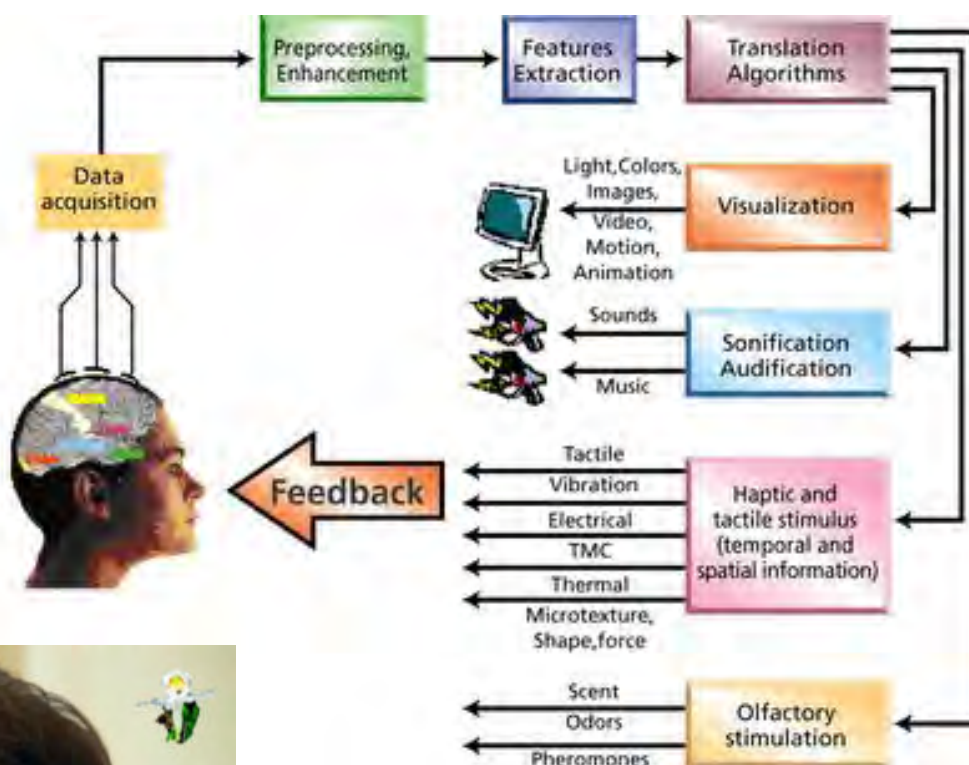 Preprocessing,
Enhancement
Features
Extraction
Translation
Algorithms
Data
acquisition
Light,Colors,
Images,
Video,
Motion,
Animation
Visualization
Sounds
Music
Sonification
Audification
Feedback
Tactile
Vibration
Electrical
TMC
Thermal
Microtexture,
Shape,force
Haptic and
tactile stimulus
(temporal and
spatial information)
Scent
Odors
Pheromones
Olfactory
stimulation